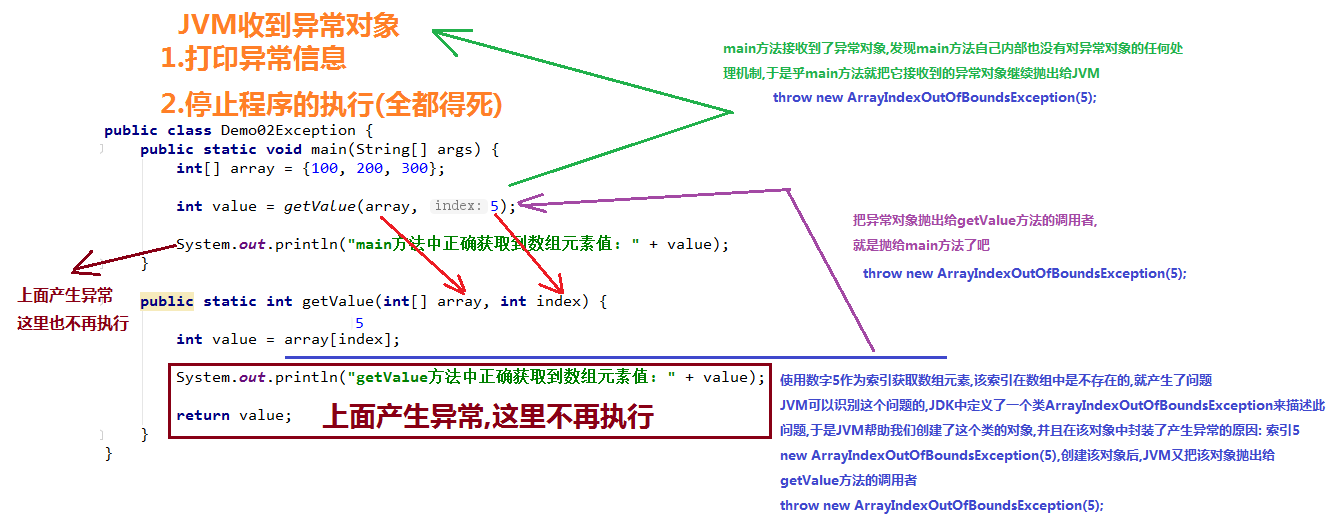 JVM收到异常对象
1.打印异常信息
2.停止程序的执行(全都得死)
main方法接收到了异常对象,发现main方法自己内部也没有对异常对象的任何处
理机制,于是乎main方法就把它接收到的异常对象继续抛出给JVM
throw new ArrayIndexOutOfBoundsException(5);
public class Demo02Exception {
public static void main(String[] args) {
int[] array = {100, 200, 300};
int value = getValue(array, index: 5);
System.out.println("main方法中正确获取到数组元素值：" + value);
}
把异常对象抛出给getValue方法的调用者,
就是抛给main方法了吧
throw new ArrayIndexOutOfBoundsException(5);
上面产生异常
这里也不再执行
public static int getValue(int[] array, int index) {
5
int value = array[index];
System.out.println("getValue方法中正确获取到数组元素值：" + value);
return value;
上面产生异常,这里不再执行
}
}
使用数字5作为索引获取数组元素,该索引在数组中是不存在的,就产生了问题
JVM可以识别这个问题的,JDK中定义了一个类ArrayIndexOutOfBoundsException来描述此
问题,于是JVM帮助我们创建了这个类的对象,并且在该对象中封装了产生异常的原因: 索引5
new ArrayIndexOutOfBoundsException(5),创建该对象后,JVM又把该对象抛出给
getValue方法的调用者
throw new ArrayIndexOutOfBoundsException(5);